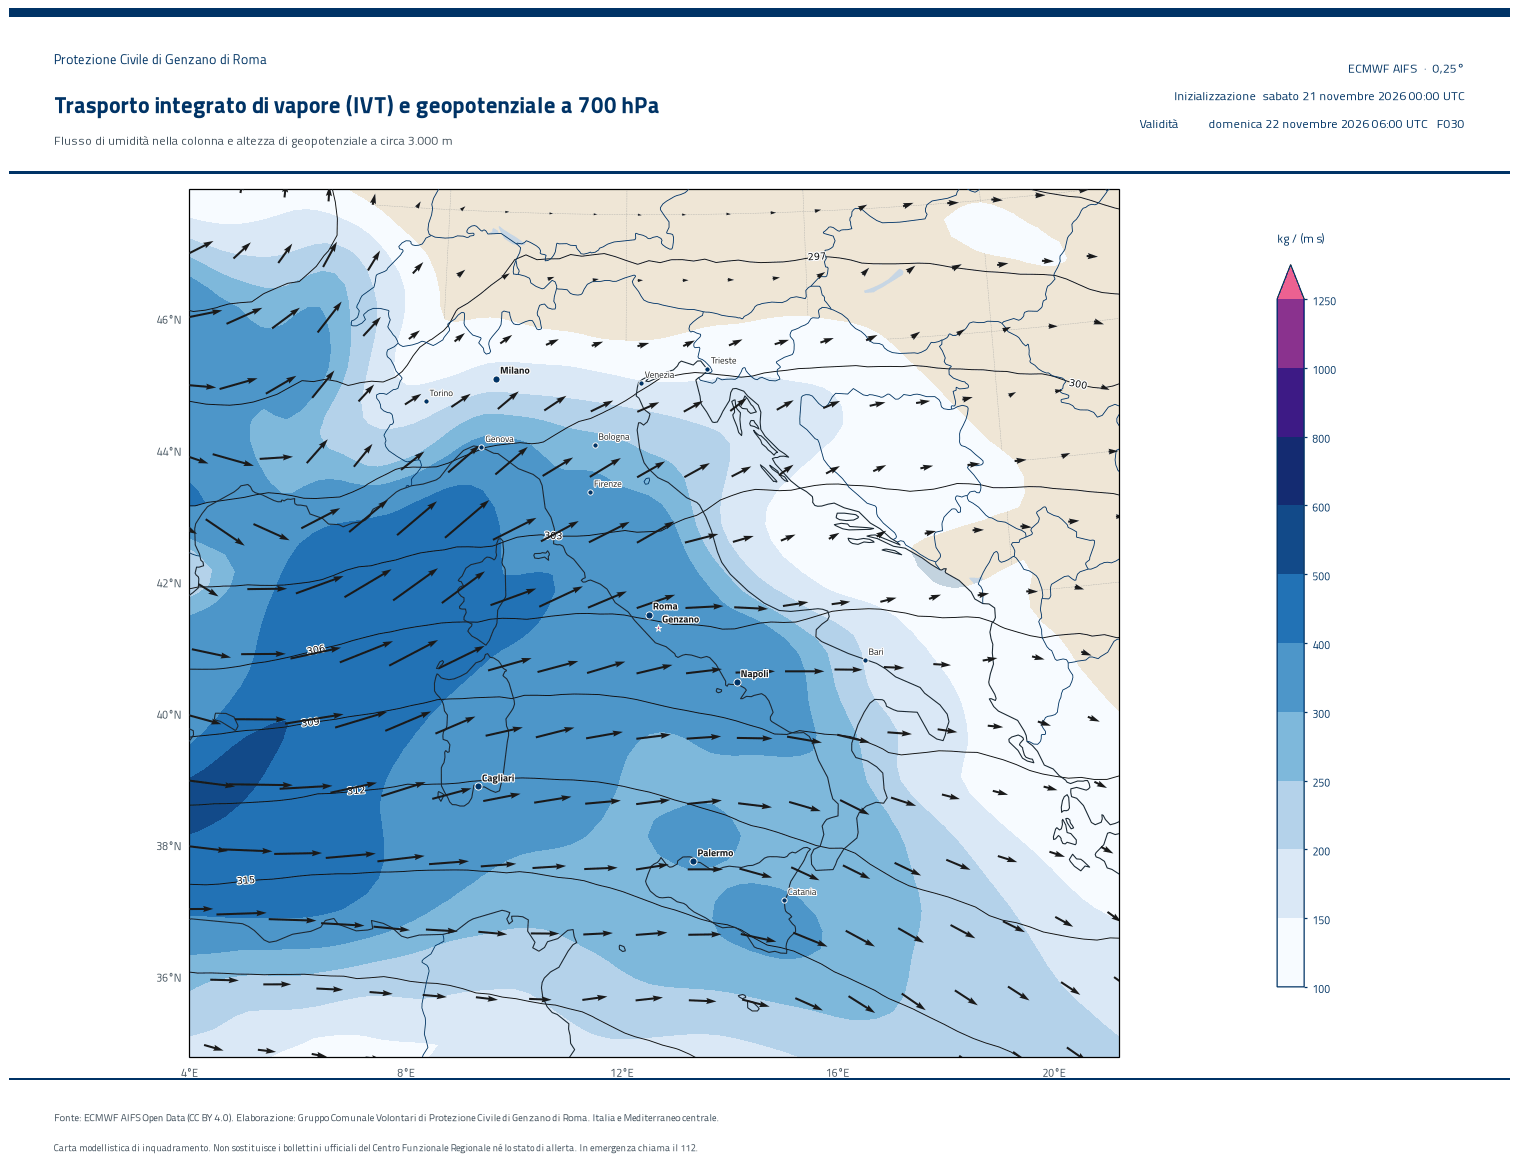 Protezione Civile di Genzano di Roma
Trasporto integrato di vapore (IVT) e geopotenziale a 700 hPa
Flusso di umidità nella colonna e altezza di geopotenziale a circa 3.000 m
ECMWF AIFS · 0,25°
Inizializzazione sabato 21 novembre 2026 00:00 UTC
Validità domenica 22 novembre 2026 06:00 UTC F030
kg / (m s)
1250
1000
800
600
500
400
300
250
200
150
100
46°N
44°N
42°N
40°N
38°N
36°N
4°E
8°E
12°E
16°E
20°E
297
300
303
306
309
312
315
Milano
Torino
Venezia
Trieste
Genova
Bologna
Firenze
Roma
Genzano
Napoli
Bari
Cagliari
Palermo
Catania
Fonte: ECMWF AIFS Open Data (CC BY 4.0). Elaborazione: Gruppo Comunale Volontari di Protezione Civile di Genzano di Roma. Italia e Mediterraneo centrale.
Carta modellistica di inquadramento. Non sostituisce i bollettini ufficiali del Centro Funzionale Regionale né lo stato di allerta. In emergenza chiama il 112.